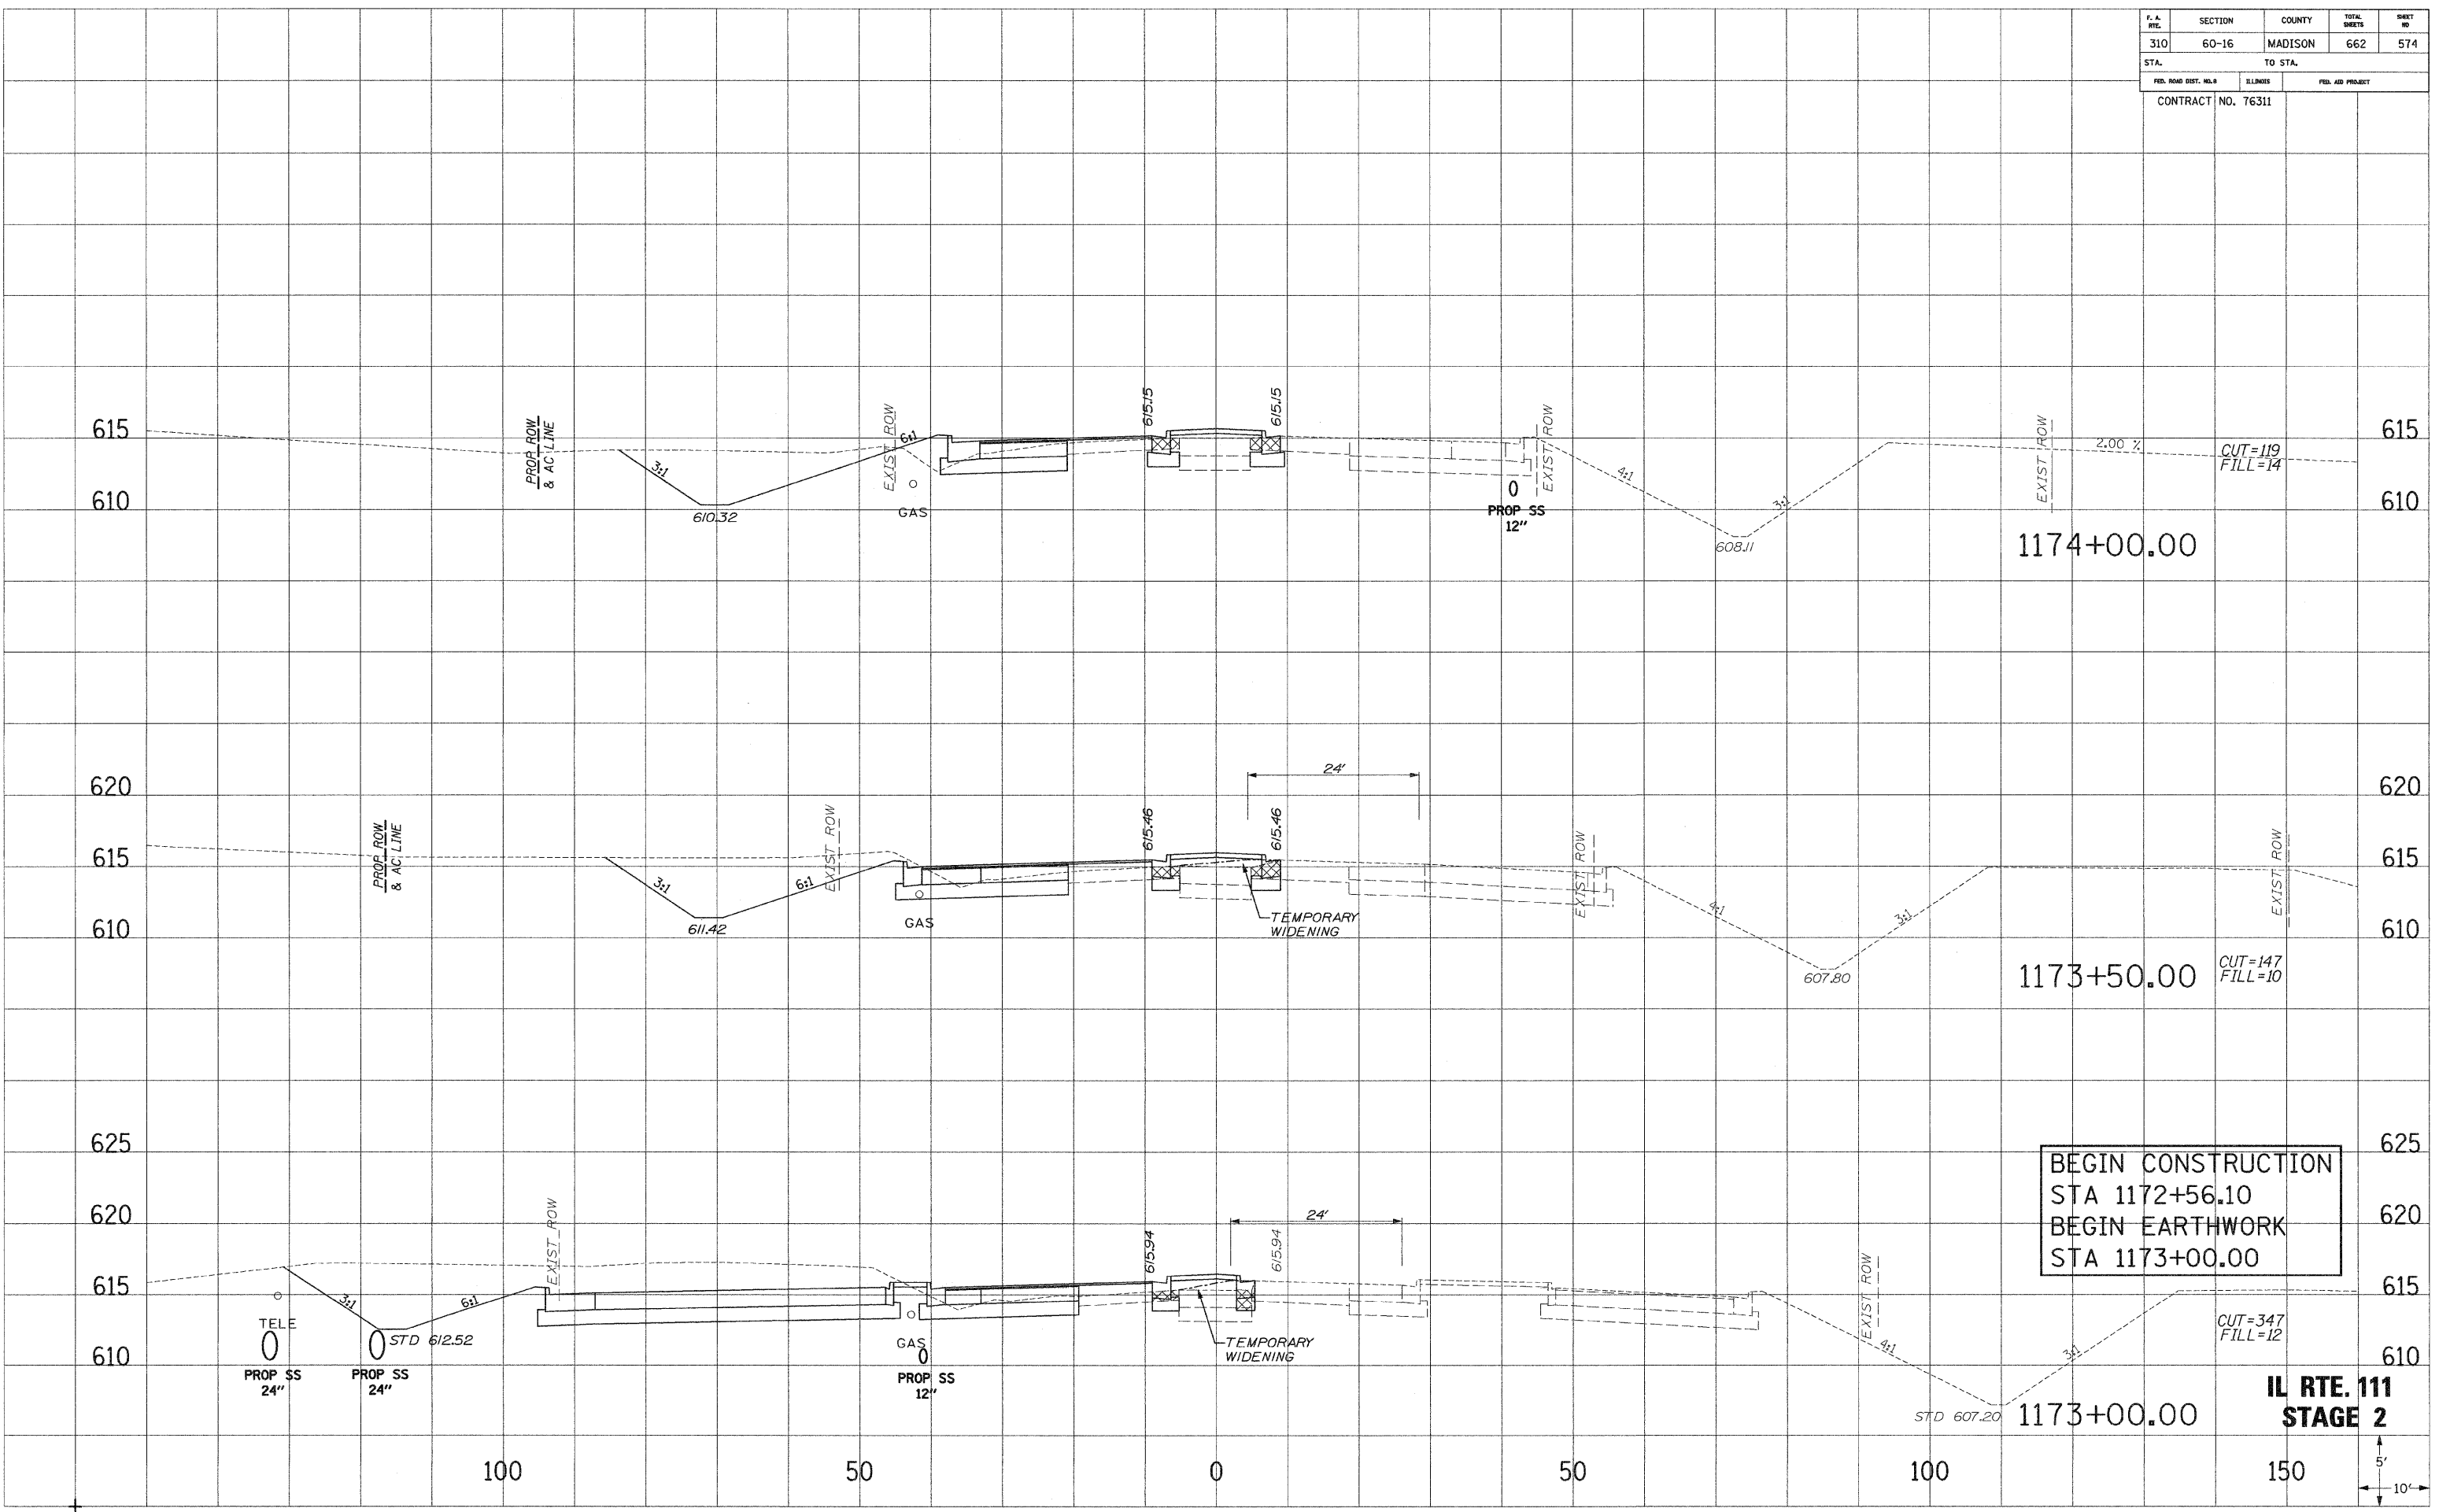 F. A. RTE. SECTION COUNTY TOTAL SHEETS SHEET NO
310 60-16 MADISON 662 574
STA. TO STA.
FED. ROAD DIST. NO. ILLINOIS FED. AID PROJECT
CONTRACT NO. 76311
615
PROP ROW
& AC LINE
3:1
EXIST ROW
6:1
615.15
615.15
EXIST ROW
4:1
3:1
EXIST ROW
2.00 %
CUT=119
FILL=14
615
610
610.32
GAS
PROP SS
12"
608.11
610
1174+00.00
620
24'
620
615
PROP ROW
& AC LINE
3:1
6:1
EXIST ROW
615.46
615.46
EXIST ROW
4:1
3:1
EXIST ROW
615
610
611.42
GAS
TEMPORARY
WIDENING
607.80
610
1173+50.00
CUT=147
FILL=10
625
625
BEGIN CONSTRUCTION
STA 1172+56.10
BEGIN EARTHWORK
STA 1173+00.00
620
EXIST ROW
24'
620
615
3:1
6:1
615.94
615.94
EXIST ROW
4:1
3:1
615
TELE
STD 612.52
GAS
TEMPORARY
WIDENING
CUT=347
FILL=12
610
610
PROP SS
24"
PROP SS
24"
PROP SS
12"
STD 607.20
1173+00.00
IL RTE. 111
STAGE 2
100 50 0 50 100 150
5'
10'